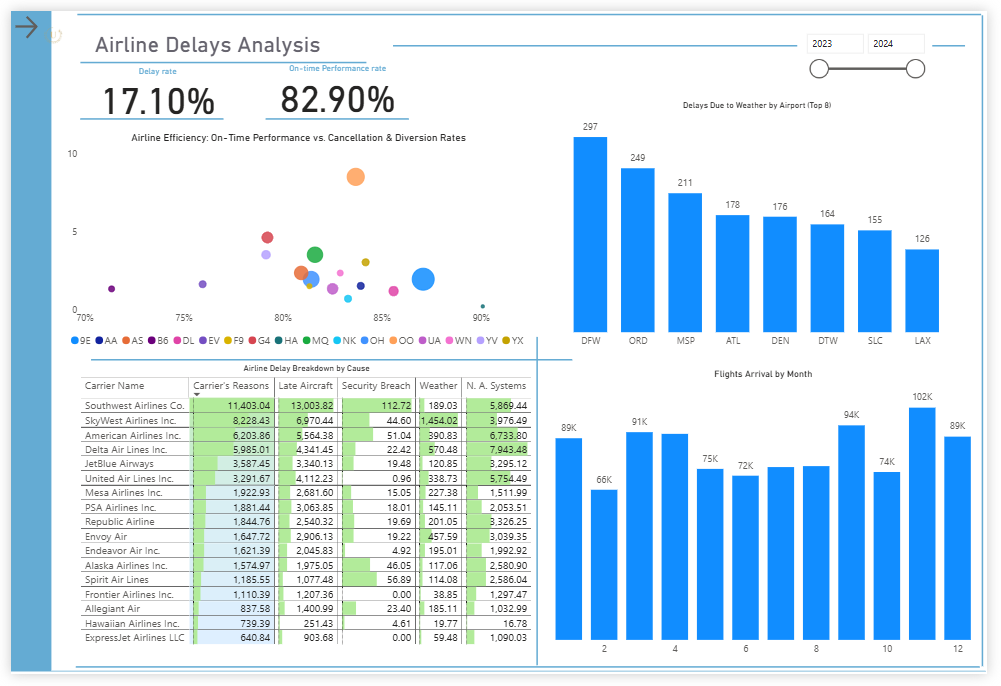 Airline Delays Analysis
2023 2024
Delay rate
On-time Performance rate
17.10%
82.90%
Airline Efficiency: On-Time Performance vs. Cancellation & Diversion Rates
10
5
0
70% 75% 80% 85% 90%
9E AA AS B6 DL EV F9 G4 HA MQ NK OH OO UA WN YV YX
Delays Due to Weather by Airport (Top 8)
297 249 211 178 176 164 155 126
DFW ORD MSP ATL DEN DTW SLC LAX
Airline Delay Breakdown by Cause
Carrier Name Carrier's Reasons Late Aircraft Security Breach Weather N. A. Systems
Southwest Airlines Co. 11,403.04 13,003.82 112.72 189.03 5,869.44
SkyWest Airlines Inc. 8,228.43 6,970.44 44.60 1,454.02 3,976.49
American Airlines Inc. 6,203.86 5,564.38 51.04 390.83 6,733.80
Delta Air Lines Inc. 5,985.01 4,341.45 22.42 570.48 7,943.48
JetBlue Airways 3,587.45 3,340.13 19.48 120.85 3,295.12
United Air Lines Inc. 3,291.67 4,112.23 0.96 338.73 5,754.49
Mesa Airlines Inc. 1,922.93 2,681.60 15.05 227.38 1,511.99
PSA Airlines Inc. 1,881.44 3,063.85 18.01 145.11 2,053.51
Republic Airline 1,844.76 2,540.32 19.69 201.05 3,326.25
Envoy Air 1,647.72 2,906.13 19.22 457.59 3,039.35
Endeavor Air Inc. 1,621.39 2,045.83 4.92 195.01 1,992.92
Alaska Airlines Inc. 1,574.97 1,975.05 46.05 117.06 2,580.90
Spirit Air Lines 1,185.55 1,077.48 56.89 114.08 2,586.04
Frontier Airlines Inc. 1,110.39 1,207.36 0.00 38.85 1,297.47
Allegiant Air 837.58 1,400.99 23.40 185.11 1,032.99
Hawaiian Airlines Inc. 739.39 251.43 4.61 19.77 16.78
ExpressJet Airlines LLC 640.84 903.68 0.00 59.48 1,090.03
Flights Arrival by Month
89K 66K 91K 75K 72K 94K 74K 102K 89K
2 4 6 8 10 12